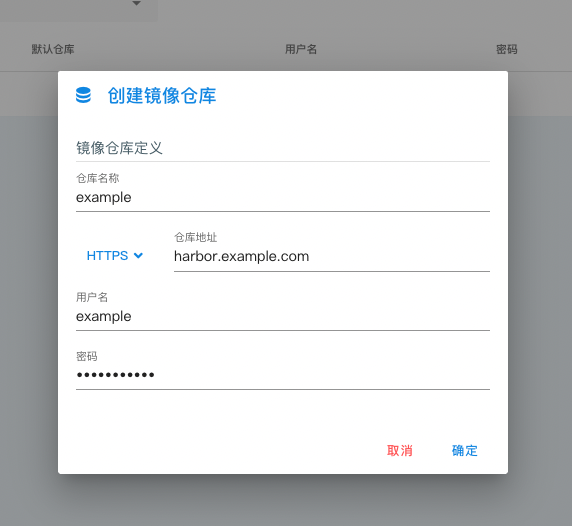 默认仓库 用户名 密码
创建镜像仓库
镜像仓库定义
仓库名称
example
仓库地址
HTTPS harbor.example.com
用户名
example
密码
•••••••••••
取消 确定